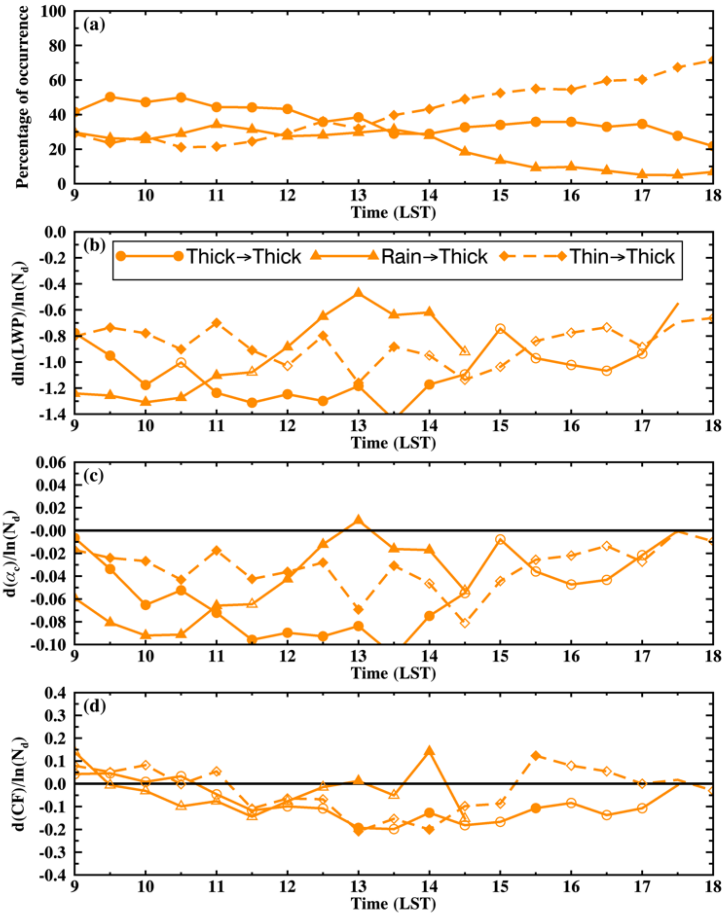 (a)
Percentage of occurrence
100
80
60
40
20
0
9 10 11 12 13 14 15 16 17 18
Time (LST)
(b)
dln(LWP)/ln(N_d)
Thick→Thick Rain→Thick Thin→Thick
0.0
-0.2
-0.4
-0.6
-0.8
-1.0
-1.2
-1.4
9 10 11 12 13 14 15 16 17 18
Time (LST)
(c)
d(α_c)/ln(N_d)
0.06
0.04
0.02
-0.00
-0.02
-0.04
-0.06
-0.08
-0.10
9 10 11 12 13 14 15 16 17 18
Time (LST)
(d)
d(CF)/ln(N_d)
0.4
0.3
0.2
0.1
0.0
-0.1
-0.2
-0.3
-0.4
9 10 11 12 13 14 15 16 17 18
Time (LST)